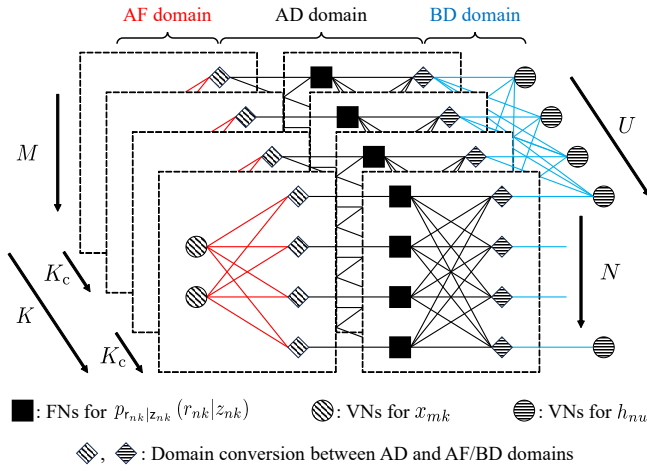 AF domain AD domain BD domain
M
U
K_c
K
N
K_c
: FNs for p_{r_{nk}|z_{nk}} (r_{nk}|z_{nk}) : VNs for x_{mk} : VNs for h_{nu}
, : Domain conversion between AD and AF/BD domains